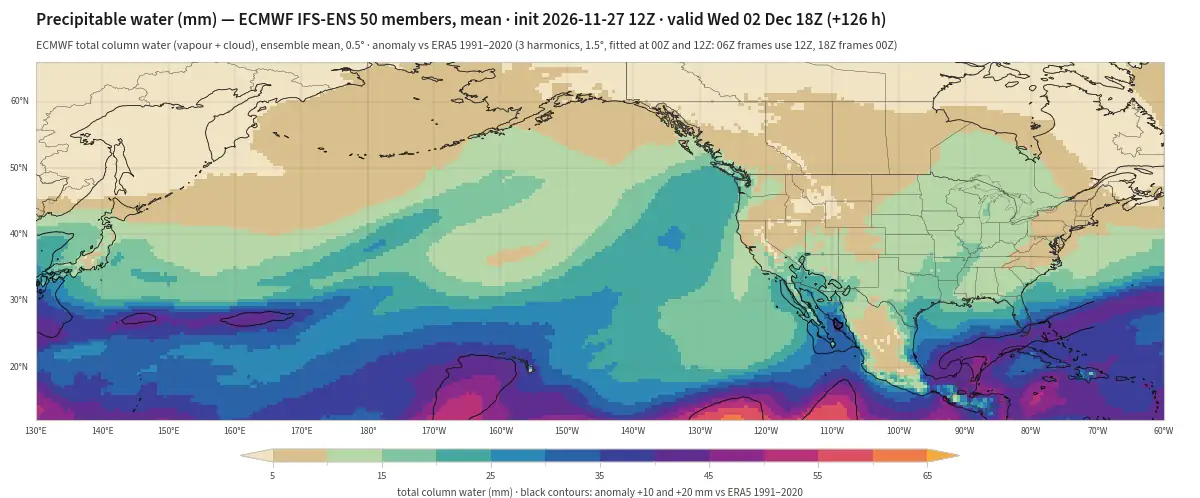 Precipitable water (mm) — ECMWF IFS-ENS 50 members, mean · init 2026-11-27 12Z · valid Wed 02 Dec 18Z (+126 h)
ECMWF total column water (vapour + cloud), ensemble mean, 0.5° · anomaly vs ERA5 1991–2020 (3 harmonics, 1.5°, fitted at 00Z and 12Z: 06Z frames use 12Z, 18Z frames 00Z)
60°N
50°N
40°N
30°N
20°N
130°E 140°E 150°E 160°E 170°E 180° 170°W 160°W 150°W 140°W 130°W 120°W 110°W 100°W 90°W 80°W 70°W 60°W
5 15 25 35 45 55 65
total column water (mm) · black contours: anomaly +10 and +20 mm vs ERA5 1991–2020